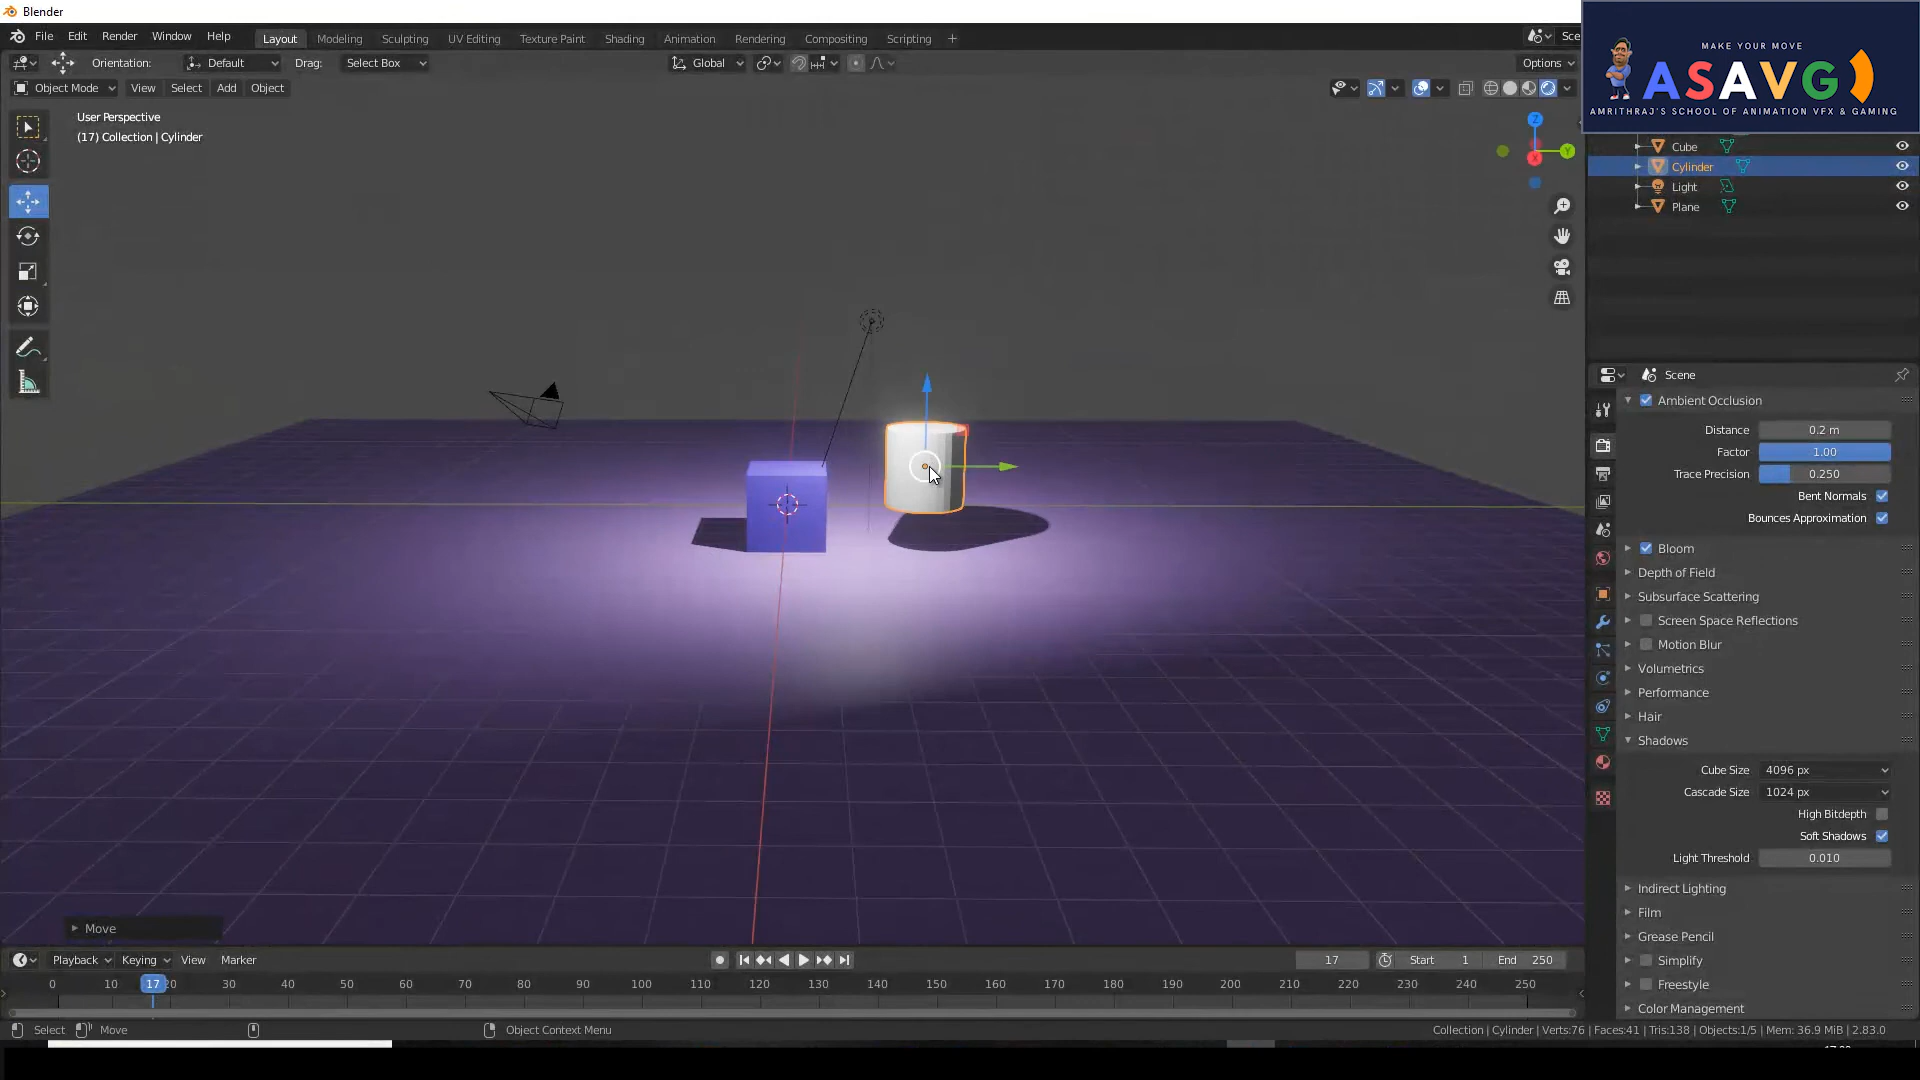 Blender
File Edit Render Window Help
Layout Modeling Sculpting UV Editing Texture Paint Shading Animation Rendering Compositing Scripting +
Orientation: Default Drag: Select Box Global Options
Object Mode View Select Add Object
MAKE YOUR MOVE
ASAVG
AMRITHRAJ'S SCHOOL OF ANIMATION VFX & GAMING
User Perspective
(17) Collection | Cylinder
Z
Y
X
Cube
Cylinder
Light
Plane
Scene
Ambient Occlusion
Distance 0.2 m
Factor 1.00
Trace Precision 0.250
Bent Normals
Bounces Approximation
Bloom
Depth of Field
Subsurface Scattering
Screen Space Reflections
Motion Blur
Volumetrics
Performance
Hair
Shadows
Cube Size 4096 px
Cascade Size 1024 px
High Bitdepth
Soft Shadows
Light Threshold 0.010
Indirect Lighting
Film
Grease Pencil
Simplify
Freestyle
Color Management
Move
Playback Keying View Marker 17 Start 1 End 250
0 10 17 20 30 40 50 60 70 80 90 100 110 120 130 140 150 160 170 180 190 200 210 220 230 240 250
Select Move Object Context Menu Collection | Cylinder | Verts:76 | Faces:41 | Tris:138 | Objects:1/5 | Mem: 36.9 MiB | 2.83.0